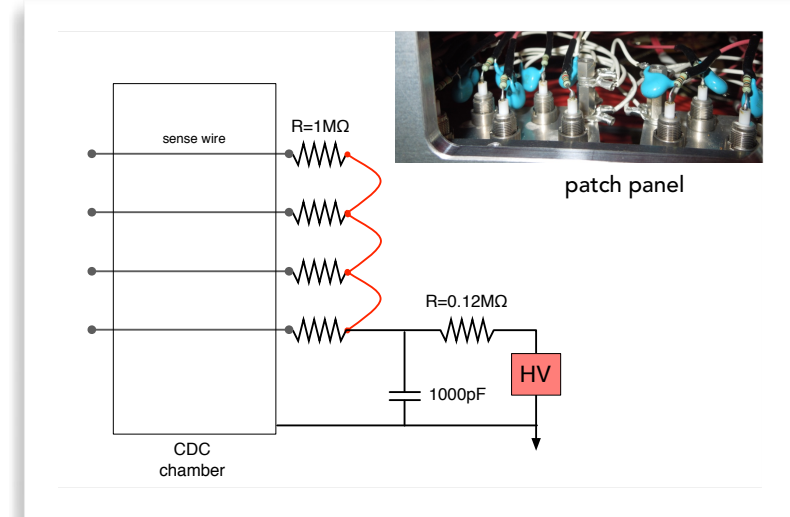 sense wire
R=1MΩ
patch panel
R=0.12MΩ
HV
1000pF
CDC
chamber